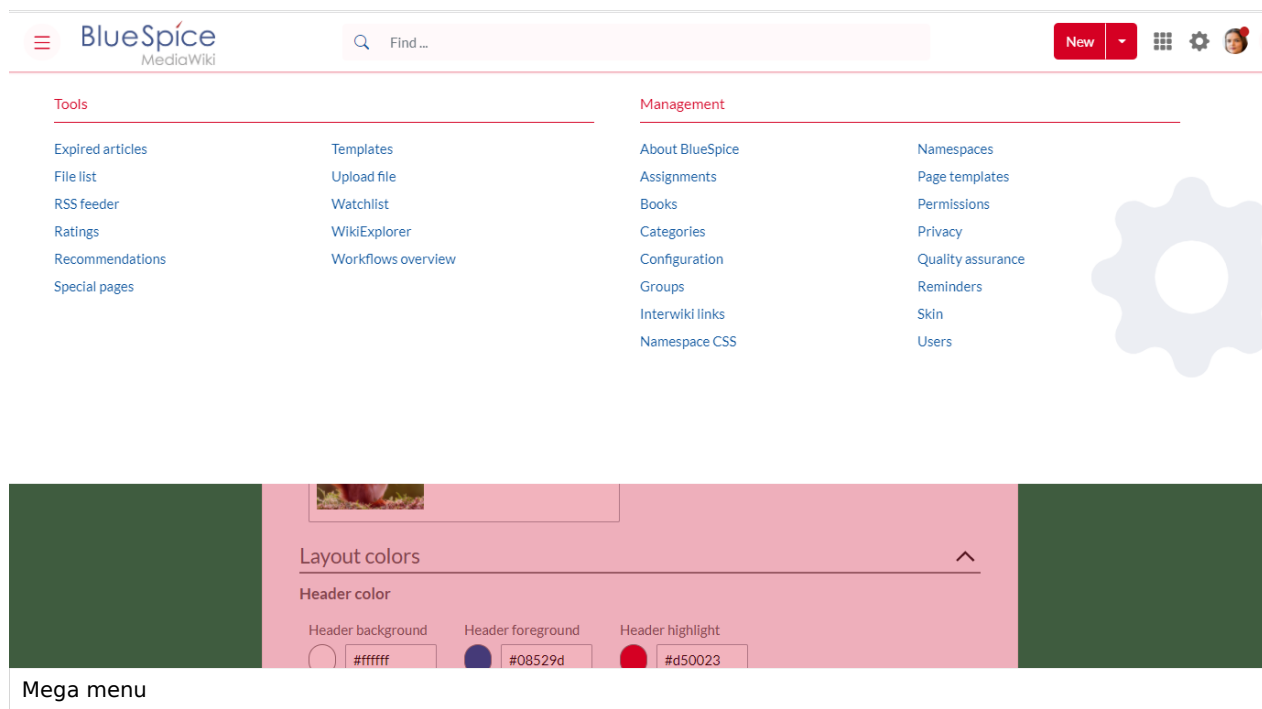 BlueSpice
MediaWiki
Find ...
New
Tools
Expired articles
File list
RSS feeder
Ratings
Recommendations
Special pages
Templates
Upload file
Watchlist
WikiExplorer
Workflows overview
Management
About BlueSpice
Assignments
Books
Categories
Configuration
Groups
Interwiki links
Namespace CSS
Namespaces
Page templates
Permissions
Privacy
Quality assurance
Reminders
Skin
Users
Layout colors
Header color
Header background Header foreground Header highlight
#ffffff #08529d #d50023
Mega menu